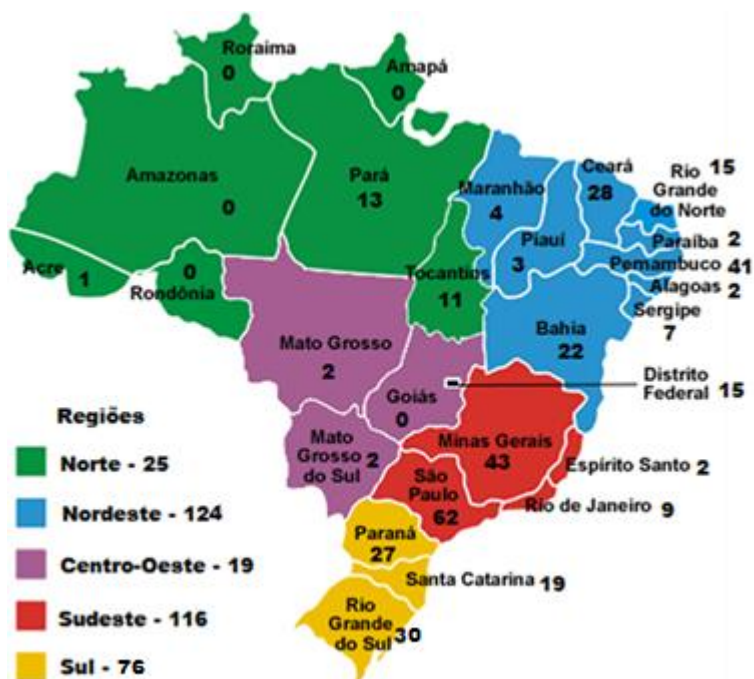 Roraima
0
Amapá
0
Amazonas
0
Pará
13
Acre
1
0
Rondônia
Tocantins
11
Maranhão
4
Piauí
3
Ceará
28
Rio
Grande
do Norte
15
Paraíba 2
Pernambuco 41
Alagoas 2
Sergipe
7
Bahia
22
Mato Grosso
2
Goiás
0
Distrito
Federal 15
Mato
Grosso
do Sul 2
Minas Gerais
43
Espírito Santo 2
São
Paulo
62
Rio de Janeiro 9
Paraná
27
Santa Catarina 19
Rio
Grande
do Sul 30
Regiões
Norte - 25
Nordeste - 124
Centro-Oeste - 19
Sudeste - 116
Sul - 76